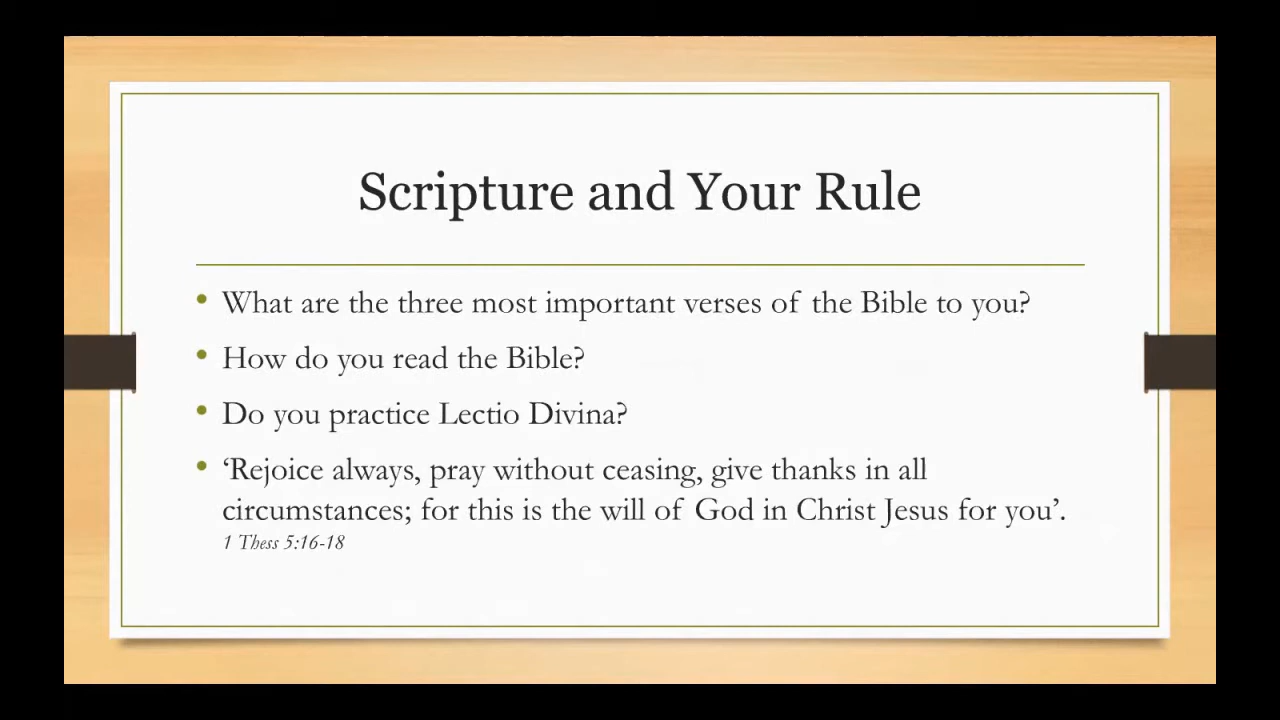 Scripture and Your Rule
• What are the three most important verses of the Bible to you?
• How do you read the Bible?
• Do you practice Lectio Divina?
• ‘Rejoice always, pray without ceasing, give thanks in all
circumstances; for this is the will of God in Christ Jesus for you’.
1 Thess 5:16-18